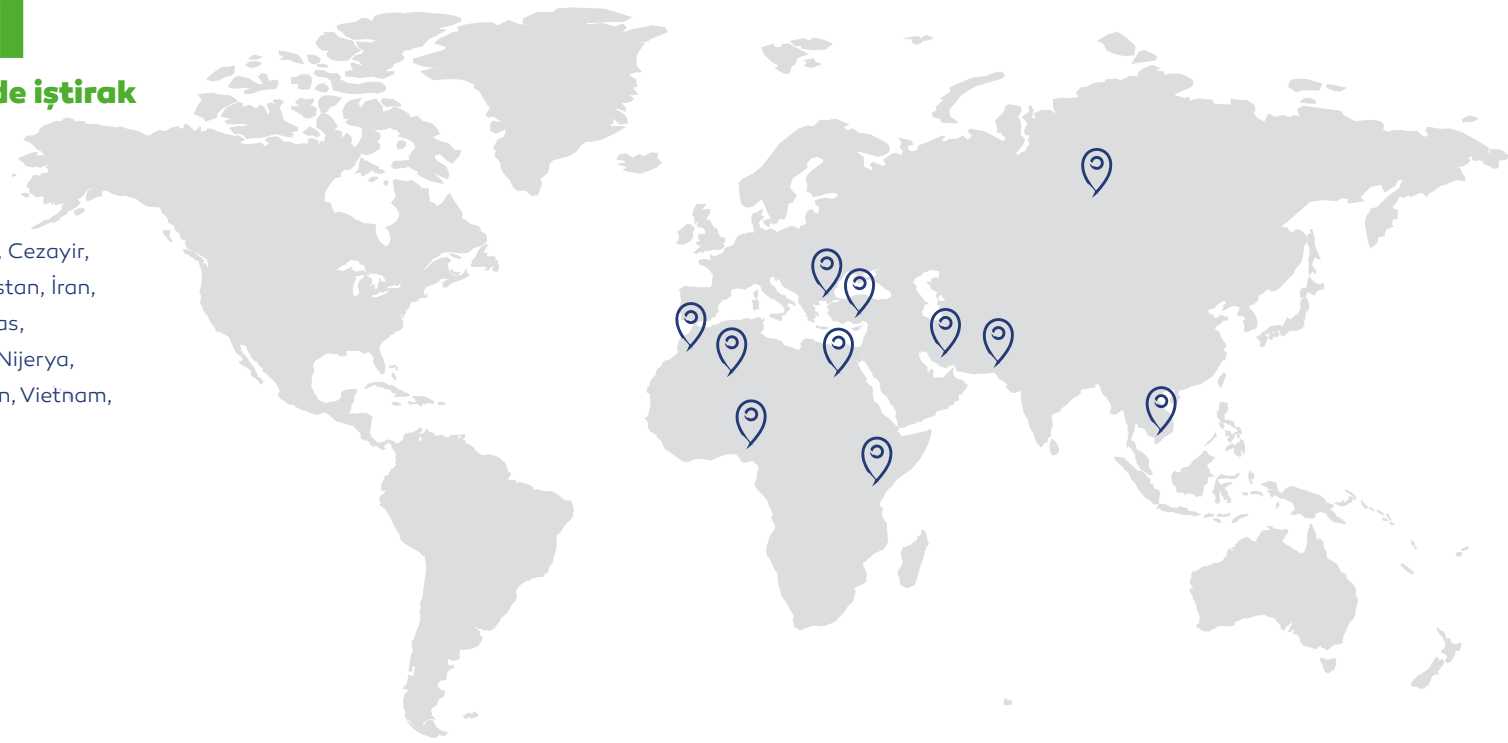 de iştirak
, Cezayir,
stan, İran,
as,
Nijerya,
n, Vietnam,